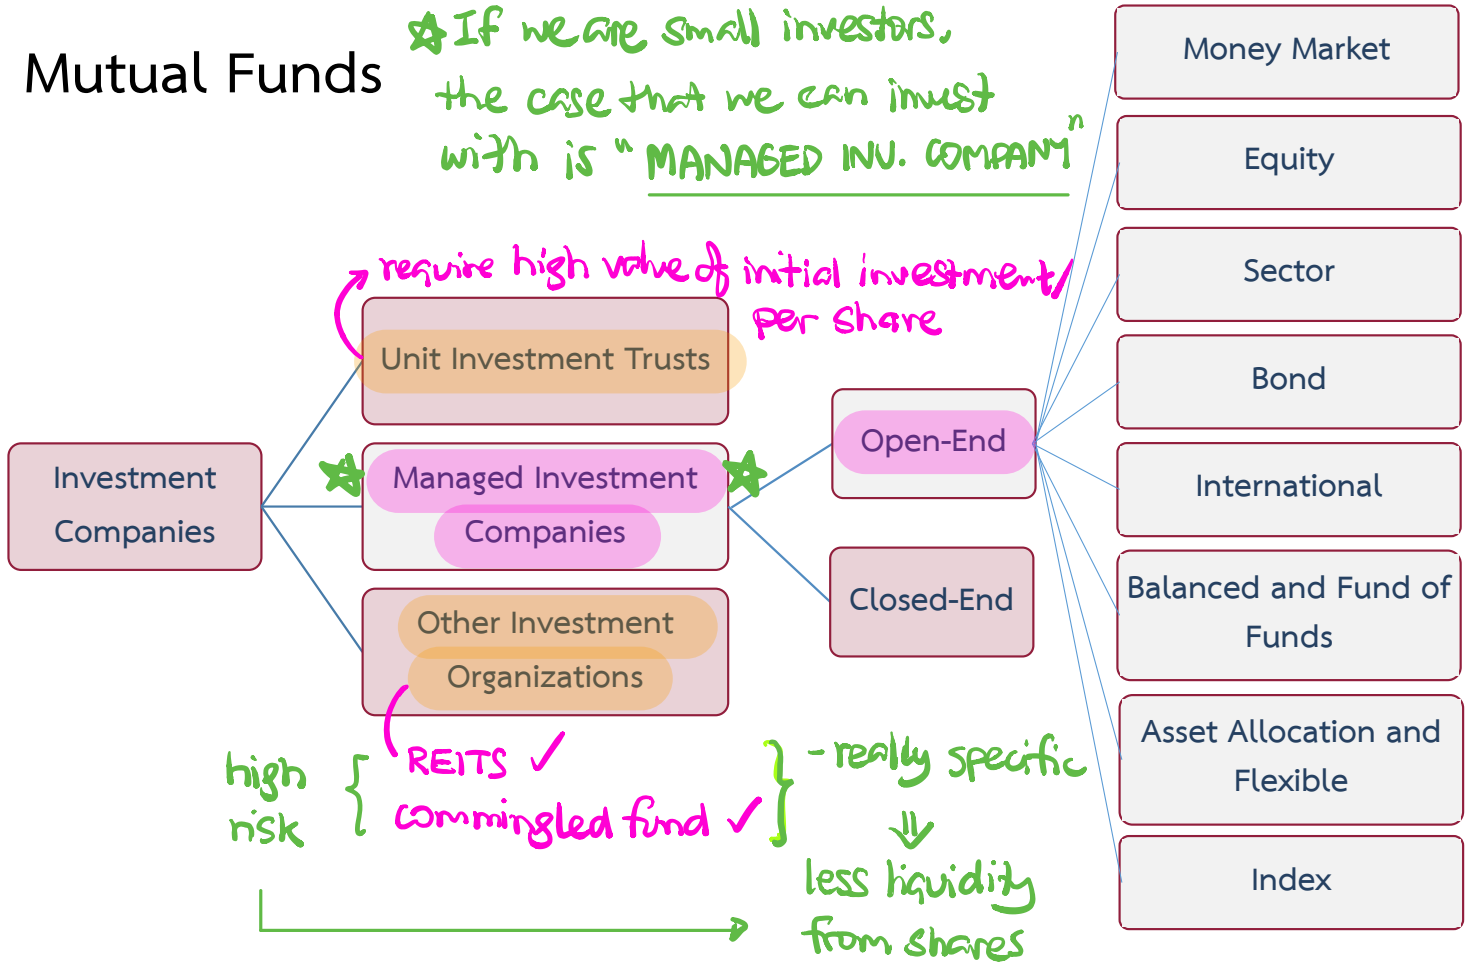 Mutual Funds
☆ If we are small investors,
the case that we can invest
with is "MANAGED INV. COMPANY"
require high value of initial investment/
per share
Unit Investment Trusts
Investment
Companies
Managed Investment
Companies
Other Investment
Organizations
Open-End
Closed-End
Money Market
Equity
Sector
Bond
International
Balanced and Fund of
Funds
Asset Allocation and
Flexible
Index
high
risk
REITS ✓
commingled fund ✓
-really specific
⇓
less liquidity
from shares